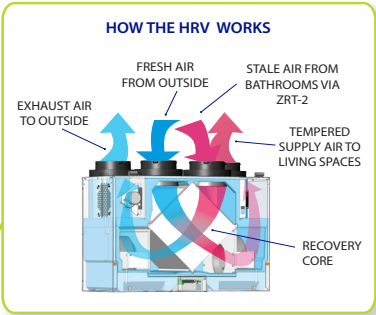 HOW THE HRV WORKS
FRESH AIR
FROM OUTSIDE
STALE AIR FROM
BATHROOMS VIA
ZRT-2
EXHAUST AIR
TO OUTSIDE
TEMPERED
SUPPLY AIR TO
LIVING SPACES
RECOVERY
CORE